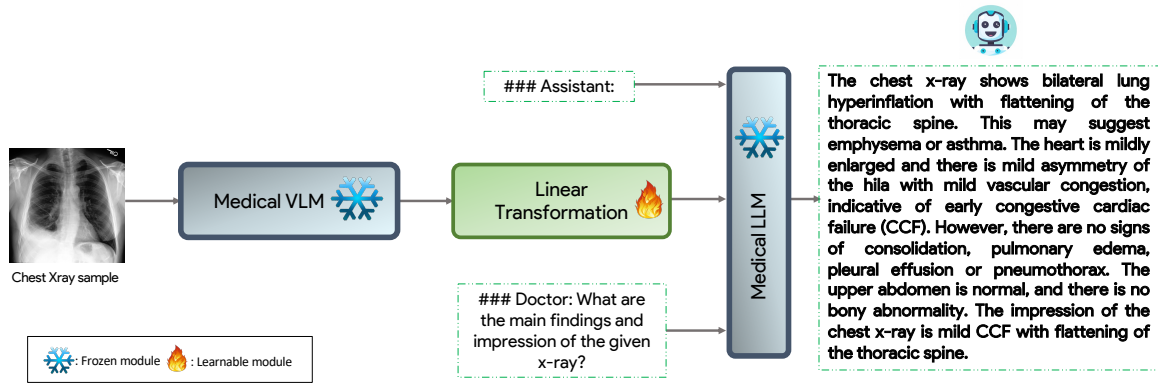 ### Assistant:
Medical VLM
Linear
Transformation
Medical LLM
Chest Xray sample
### Doctor: What are
the main findings and
impression of the given
x-ray?
: Frozen module
: Learnable module
The chest x-ray shows bilateral lung
hyperinflation with flattening of the
thoracic spine. This may suggest
emphysema or asthma. The heart is mildly
enlarged and there is mild asymmetry of
the hila with mild vascular congestion,
indicative of early congestive cardiac
failure (CCF). However, there are no signs
of consolidation, pulmonary edema,
pleural effusion or pneumothorax. The
upper abdomen is normal, and there is no
bony abnormality. The impression of the
chest x-ray is mild CCF with flattening of
the thoracic spine.